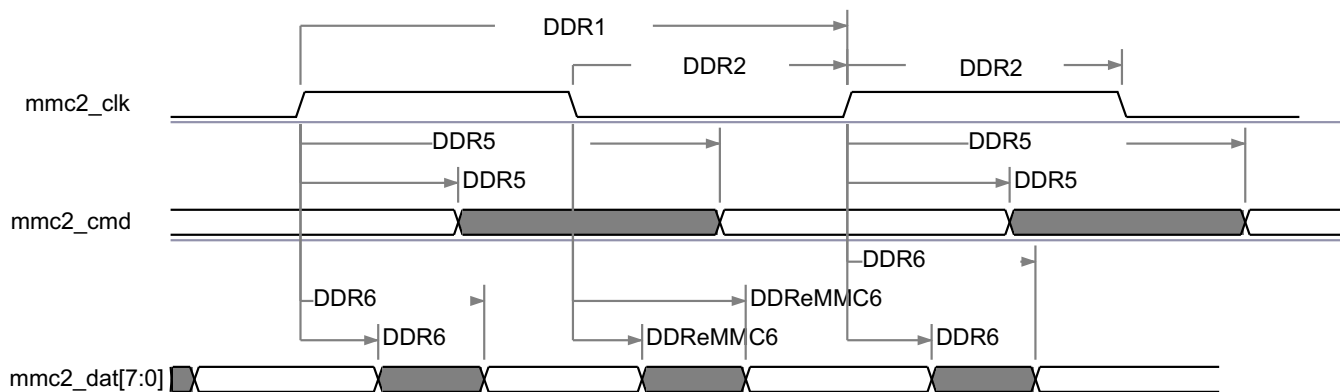 DDR1
DDR2 DDR2
mmc2_clk
DDR5 DDR5
DDR5 DDR5
mmc2_cmd
DDR6
DDR6 DDReMMC6
DDR6 DDReMMC6 DDR6
mmc2_dat[7:0]